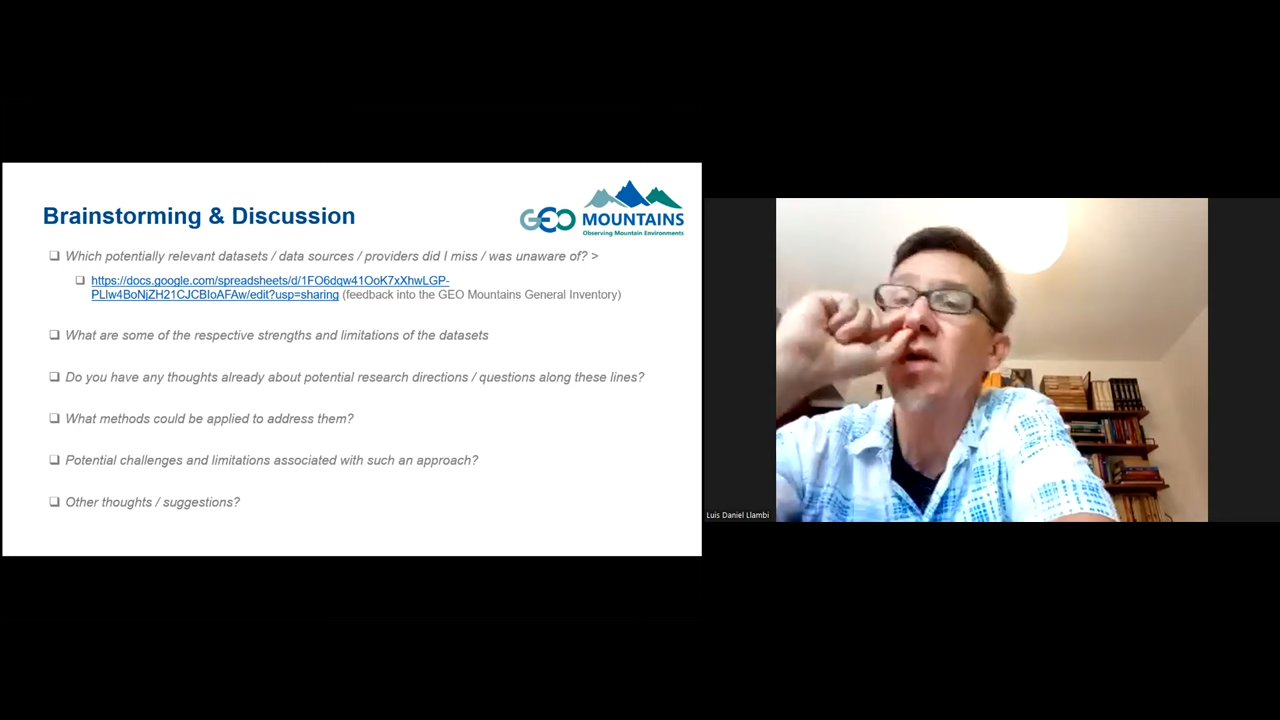 Brainstorming & Discussion
GEO MOUNTAINS
Observing Mountain Environments
Which potentially relevant datasets / data sources / providers did I miss / was unaware of? >
https://docs.google.com/spreadsheets/d/1FO6dqw41OoK7xXhwLGP-
PLlw4BoNjZH21CJCBIoAFAw/edit?usp=sharing (feedback into the GEO Mountains General Inventory)
What are some of the respective strengths and limitations of the datasets
Do you have any thoughts already about potential research directions / questions along these lines?
What methods could be applied to address them?
Potential challenges and limitations associated with such an approach?
Other thoughts / suggestions?
Luis Daniel Llambi